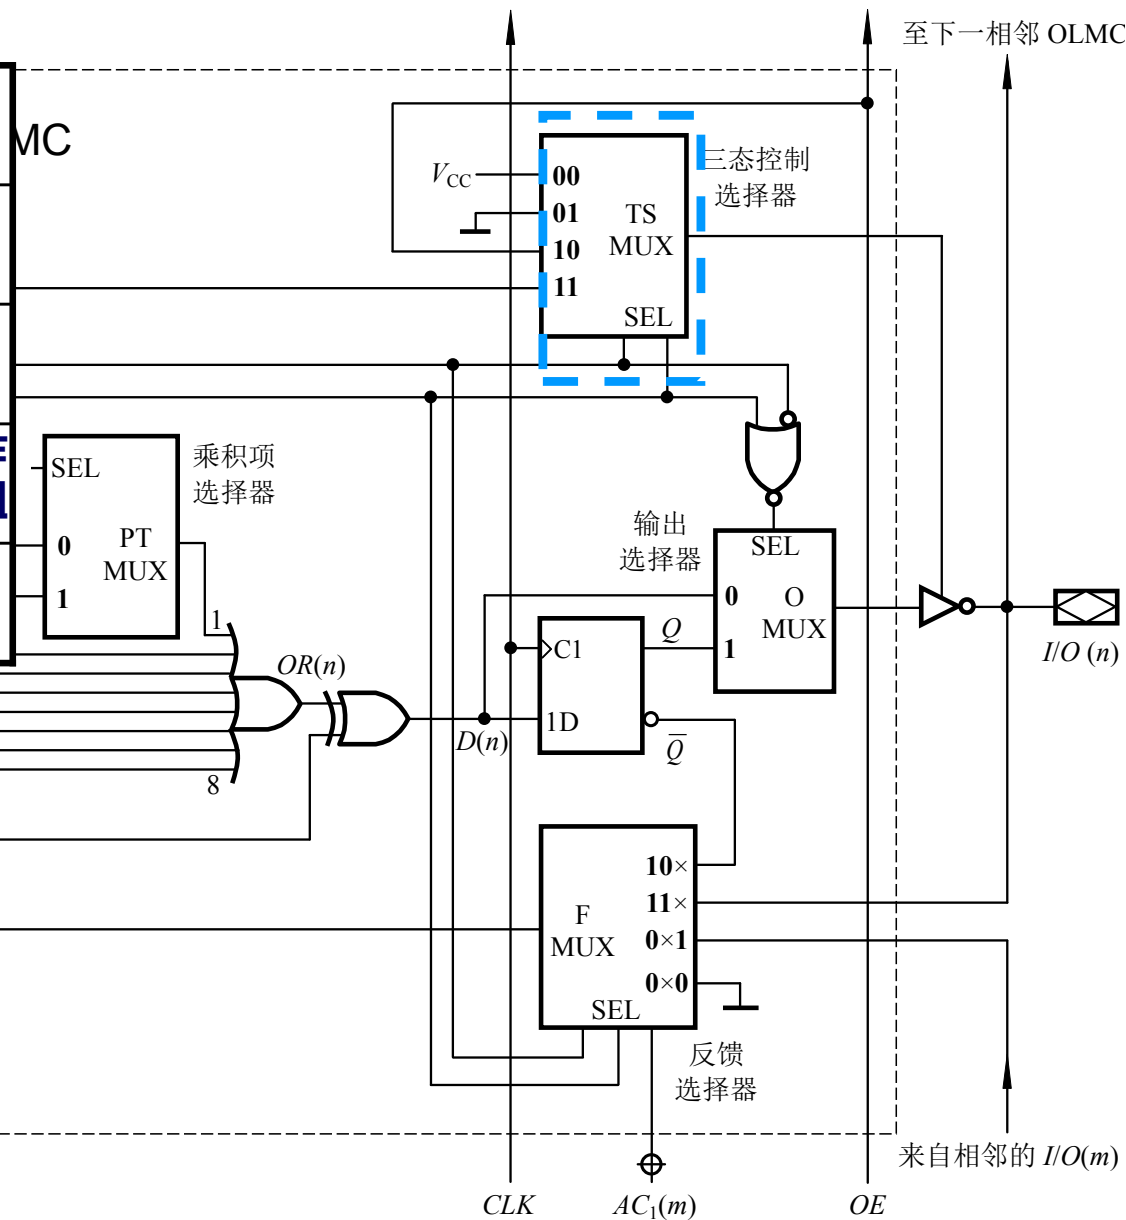 至下一相邻 OLMC
MC
V_CC
00
01
10
11
TS
MUX
SEL
三态控制
选择器
SEL
PT
MUX
0
1
乘积项
选择器
1
8
OR(n)
D(n)
输出
选择器
SEL
0
1
O
MUX
C1
1D
Q
Q̅
I/O (n)
F
MUX
10×
11×
0×1
0×0
SEL
反馈
选择器
来自相邻的 I/O(m)
CLK
AC₁(m)
OE